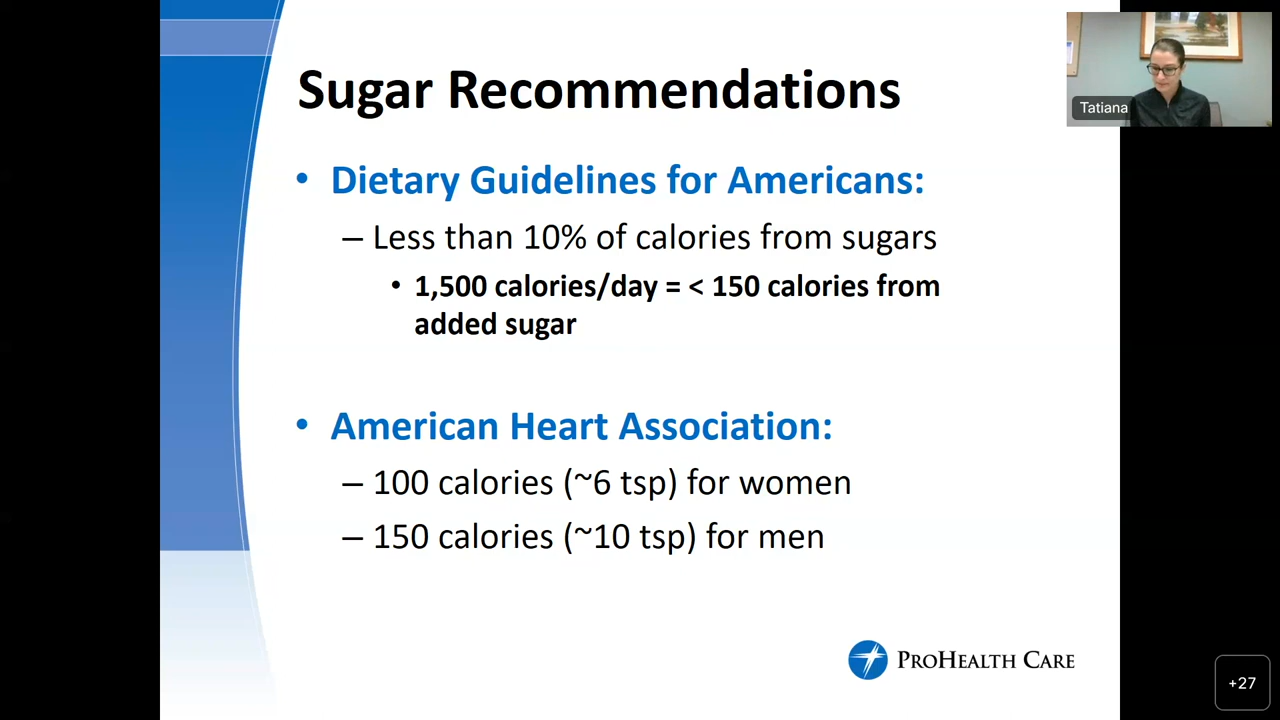 Sugar Recommendations
• Dietary Guidelines for Americans:
– Less than 10% of calories from sugars
• 1,500 calories/day = < 150 calories from
added sugar
• American Heart Association:
– 100 calories (~6 tsp) for women
– 150 calories (~10 tsp) for men
PROHEALTH CARE
Tatiana
+27